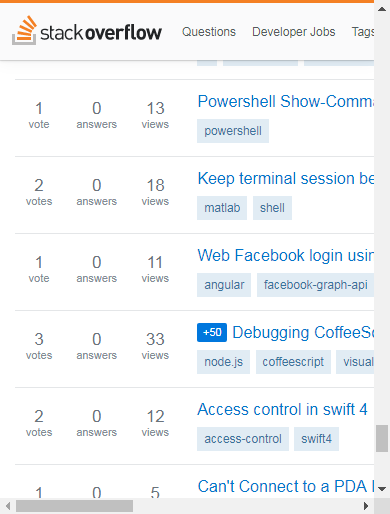 stackoverflow Questions Developer Jobs Tags
1 0 13 Powershell Show-Comma
vote answers views
powershell
2 0 18 Keep terminal session be
votes answers views
matlab shell
1 0 11 Web Facebook login usin
vote answers views
angular facebook-graph-api
3 0 33 +50 Debugging CoffeeSc
votes answers views
node.js coffeescript visual
2 0 12 Access control in swift 4
votes answers views
access-control swift4
1 0 5 Can't Connect to a PDA